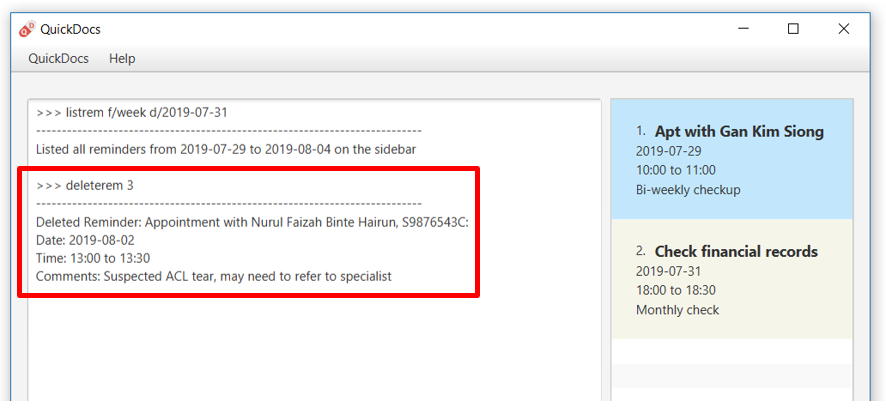 QuickDocs
QuickDocs Help
>>> listrem f/week d/2019-07-31
--------------------------------------------------------------------------
Listed all reminders from 2019-07-29 to 2019-08-04 on the sidebar
>>> deleterem 3
--------------------------------------------------------------------------
Deleted Reminder: Appointment with Nurul Faizah Binte Hairun, S9876543C:
Date: 2019-08-02
Time: 13:00 to 13:30
Comments: Suspected ACL tear, may need to refer to specialist
1. Apt with Gan Kim Siong
2019-07-29
10:00 to 11:00
Bi-weekly checkup
2. Check financial records
2019-07-31
18:00 to 18:30
Monthly check